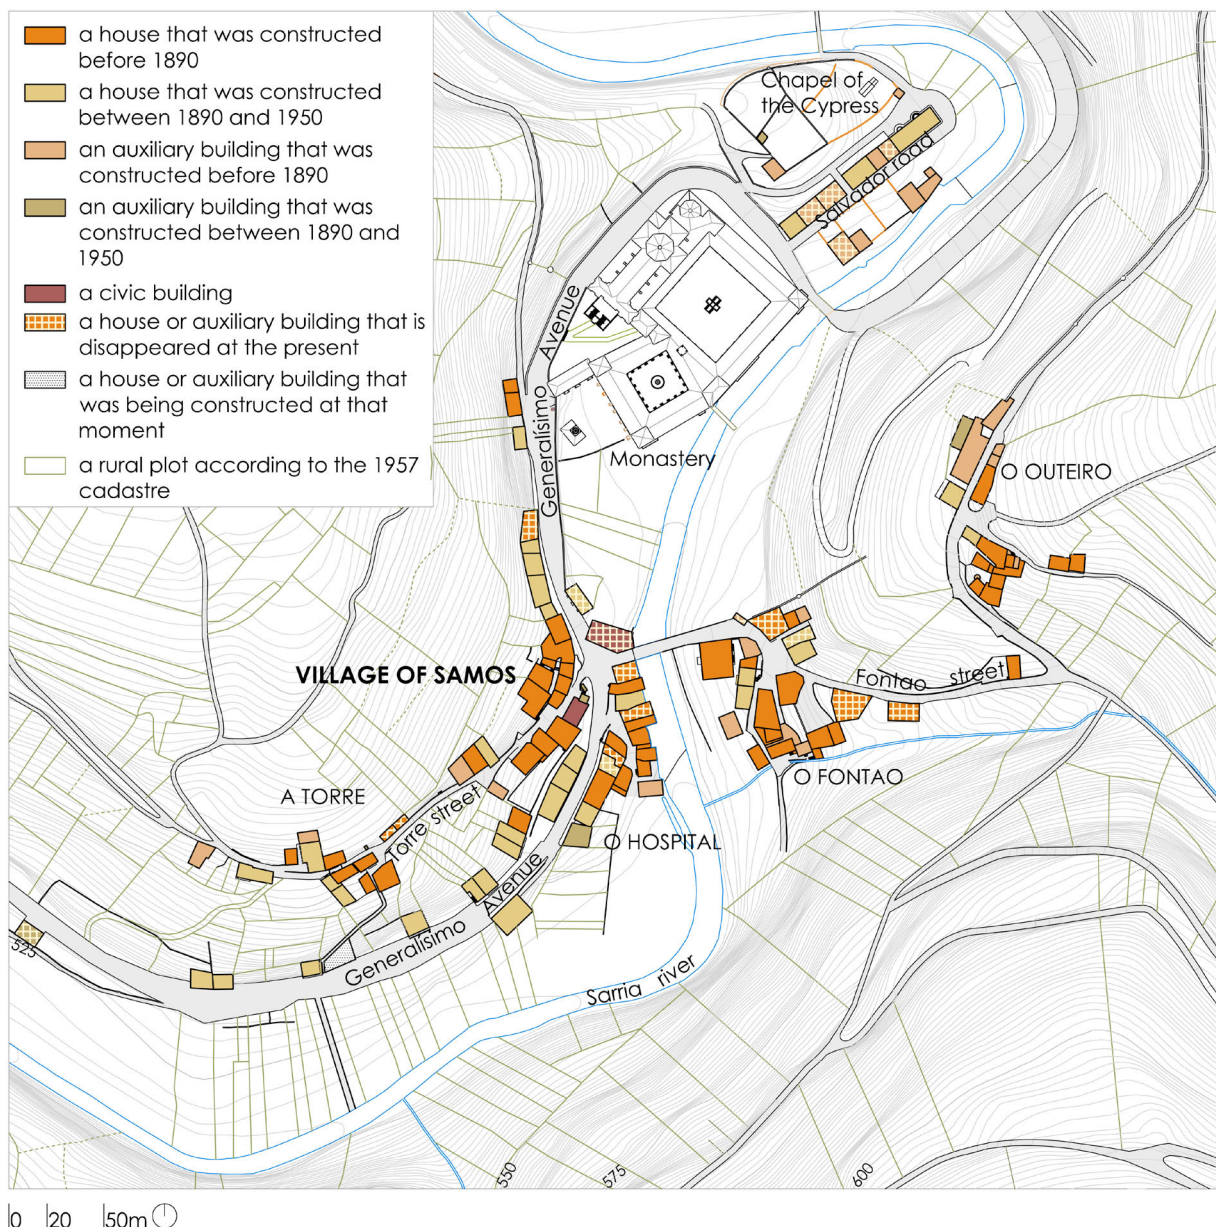 a house that was constructed
before 1890
a house that was constructed
between 1890 and 1950
an auxiliary building that was
constructed before 1890
an auxiliary building that was
constructed between 1890 and
1950
a civic building
a house or auxiliary building that is
disappeared at the present
a house or auxiliary building that
was being constructed at that
moment
a rural plot according to the 1957
cadastre
Chapel of
the Cypress
Salvador road
Generalísimo Avenue
Monastery
O OUTEIRO
VILLAGE OF SAMOS
Fontao street
O FONTAO
A TORRE
Torre street
O HOSPITAL
Generalísimo Avenue
525
Sarria river
550
575
600
0 20 50m